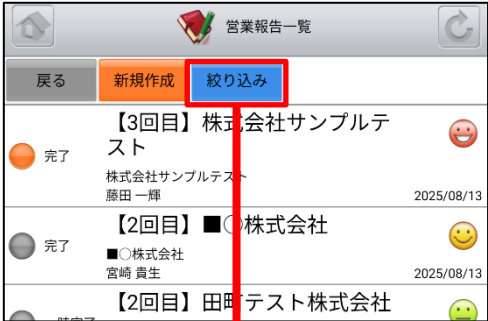 営業報告一覧
戻る
新規作成
絞り込み
【3回目】株式会社サンプルテ
スト
完了
株式会社サンプルテスト
藤田 一輝
2025/08/13
【2回目】■○株式会社
完了
■○株式会社
宮崎 貴生
2025/08/13
【2回目】田町テスト株式会社